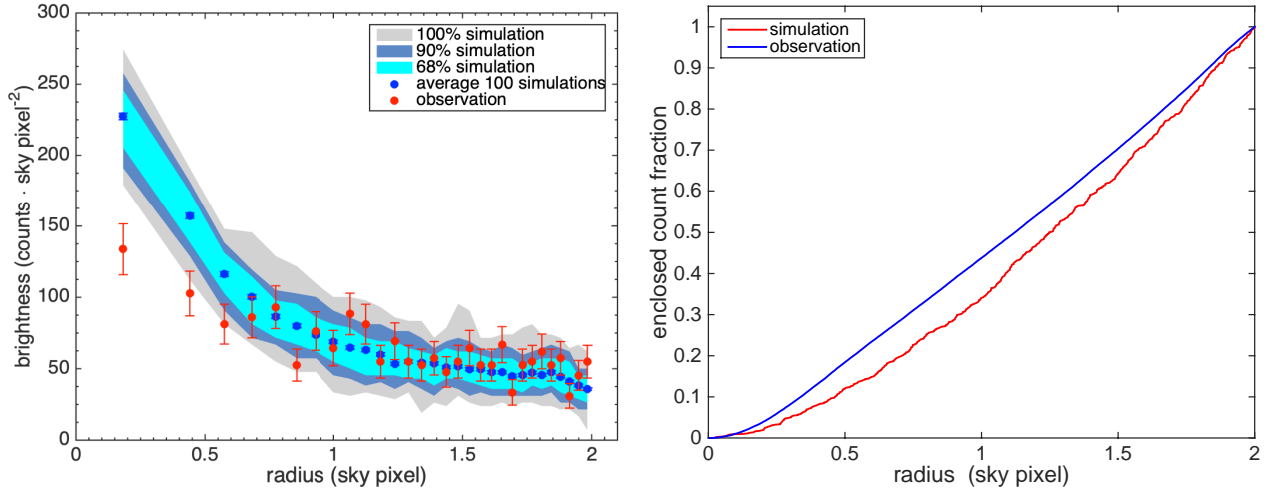 300
250
200
150
100
50
0
0
0.5
1
1.5
2
brightness (counts · sky pixel-2)
radius (sky pixel)
100% simulation
90% simulation
68% simulation
average 100 simulations
observation
1
0.9
0.8
0.7
0.6
0.5
0.4
0.3
0.2
0.1
0
0
0.5
1
1.5
2
enclosed count fraction
radius (sky pixel)
simulation
observation